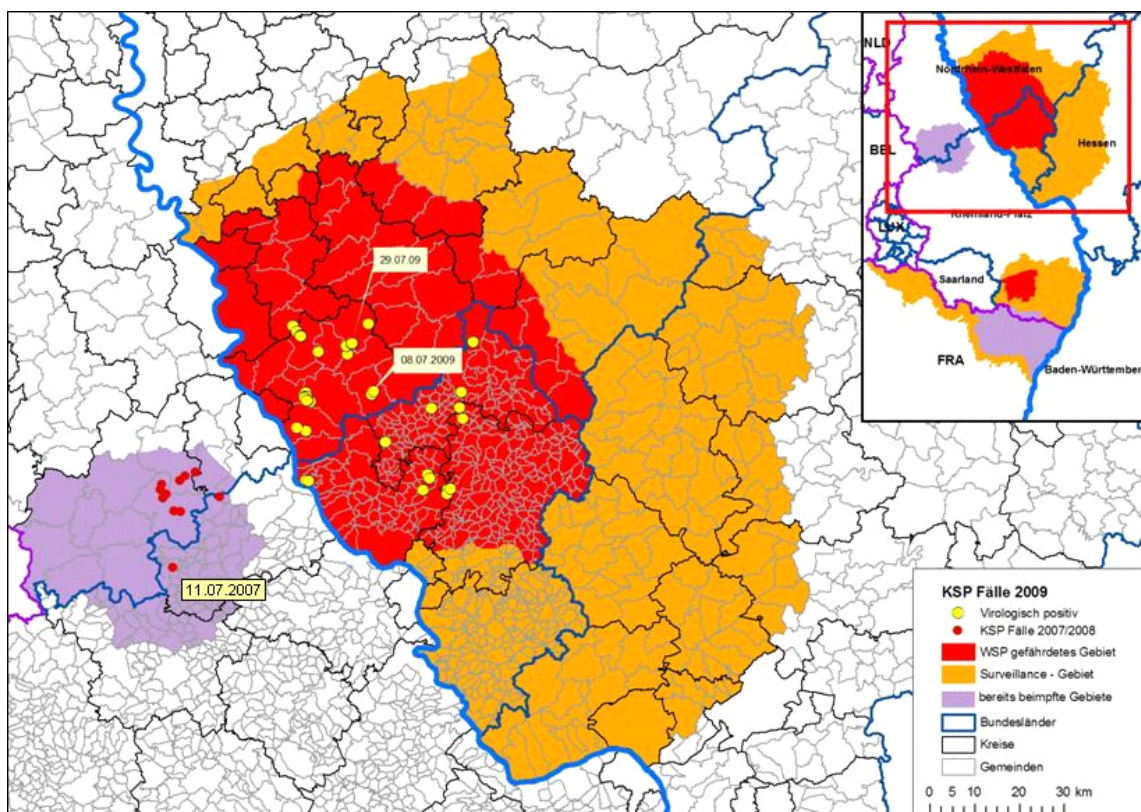 NLD
Nordrhein-Westfalen
BEL
Hessen
Rheinland-Pfalz
LUX
Saarland
FRA
Baden-Württemberg
29.07.09
08.07.2009
11.07.2007
KSP Fälle 2009
Virologisch positiv
KSP Fälle 2007/2008
WSP gefährdetes Gebiet
Surveillance - Gebiet
bereits beimpfte Gebiete
Bundesländer
Kreise
Gemeinden
0 10 20 30 km